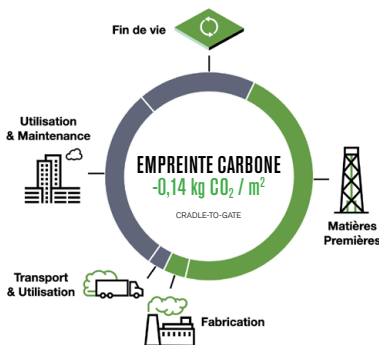 Fin de vie
Utilisation
& Maintenance
EMPREINTE CARBONE
-0,14 kg CO₂ / m²
CRADLE-TO-GATE
Matières
Premières
Transport
& Utilisation
Fabrication